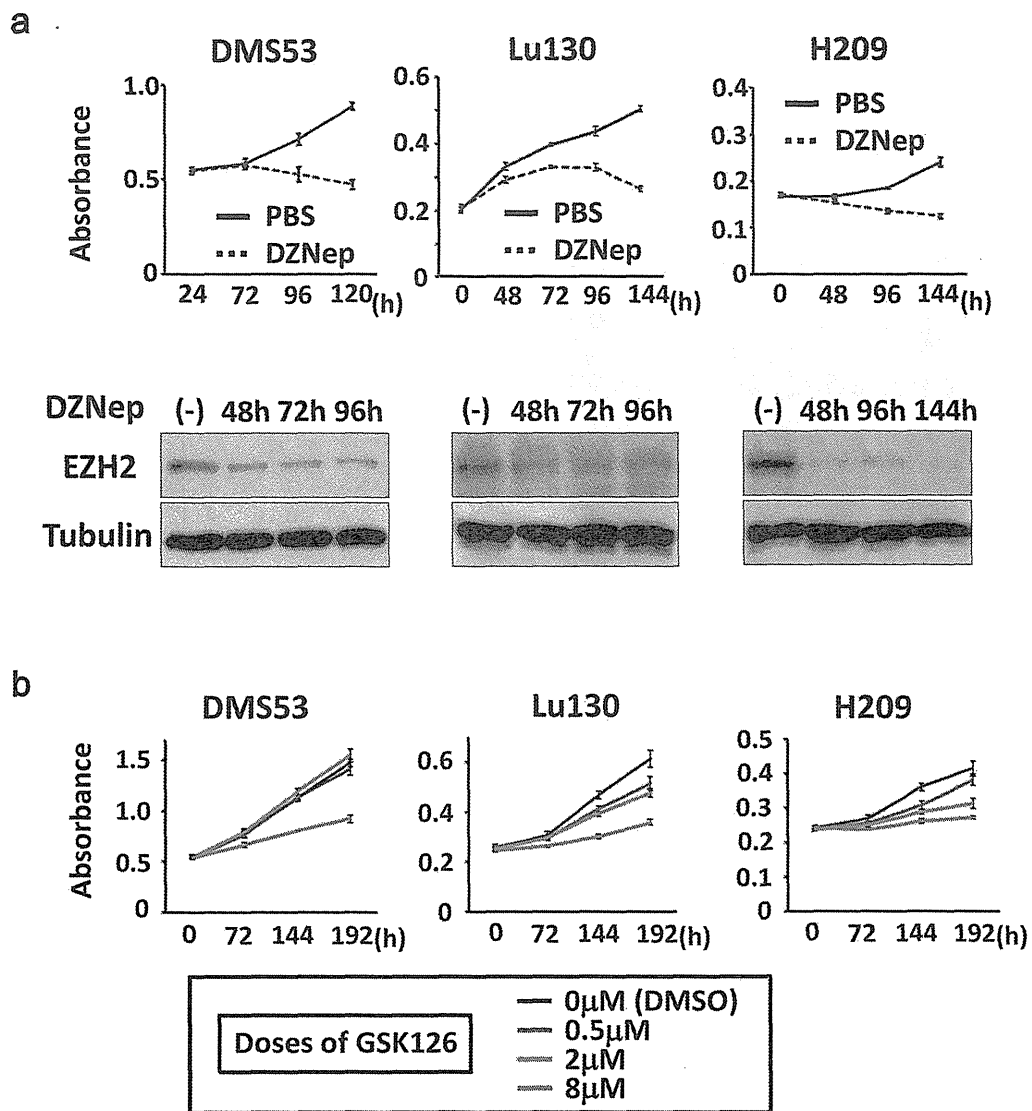 a
DMS53
Lu130
H209
Absorbance
1.0
0.5
0
PBS
DZNep
24 72 96 120(h)
0.6
0.4
0.2
0
PBS
DZNep
0 48 72 96 144(h)
0.4
0.3
0.2
0.1
0
PBS
DZNep
0 48 96 144(h)
DZNep (-) 48h 72h 96h (-) 48h 72h 96h (-) 48h 96h 144h
EZH2
Tubulin
b
DMS53
Lu130
H209
Absorbance
1.5
1.0
0.5
0
0 72 144 192(h)
0.6
0.4
0.2
0
0 72 144 192(h)
0.5
0.4
0.3
0.2
0.1
0
0 72 144 192(h)
Doses of GSK126
0μM (DMSO)
0.5μM
2μM
8μM